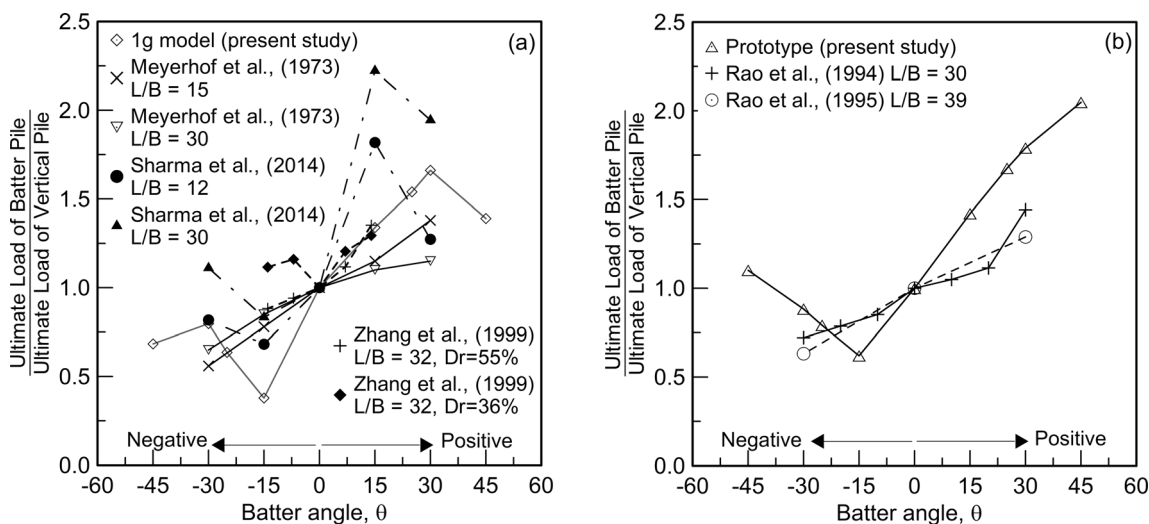 (a)
1g model (present study)
Meyerhof et al., (1973)
L/B = 15
Meyerhof et al., (1973)
L/B = 30
Sharma et al., (2014)
L/B = 12
Sharma et al., (2014)
L/B = 30
Zhang et al., (1999)
L/B = 32, Dr=55%
Zhang et al., (1999)
L/B = 32, Dr=36%
Negative
Positive
2.5
2.0
1.5
1.0
0.5
0.0
-60 -45 -30 -15 0 15 30 45 60
Batter angle, θ
Ultimate Load of Batter Pile
Ultimate Load of Vertical Pile
(b)
Prototype (present study)
Rao et al., (1994) L/B = 30
Rao et al., (1995) L/B = 39
Negative
Positive
2.5
2.0
1.5
1.0
0.5
0.0
-60 -45 -30 -15 0 15 30 45 60
Batter angle, θ
Ultimate Load of Batter Pile
Ultimate Load of Vertical Pile